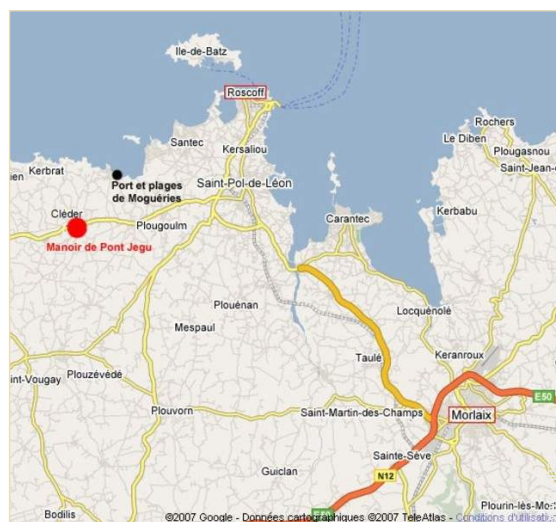 Ile-de-Batz
Roscoff
Rochers
Le Diben
Plougasnou
Santec
Kersaliou
Saint-Jean-d
Kerbrat
Port et plages
de Moguéries
Saint-Pol-de-Léon
Cléder
Carantec
Kerbabu
Plougoulm
Manoir de Pont Jegu
Plouénan
Locquénolé
Mespaul
Keranroux
Taulé
int-Vougay
Plouzévédé
E50
Plouvorn
Saint-Martin-des-Champs
Morlaix
Sainte-Sève
Guiclan
N12
Plourin-lès-Mo
Bodilis
E50
©2007 Google - Données cartographiques ©2007 TeleAtlas - Conditions d'utilisati